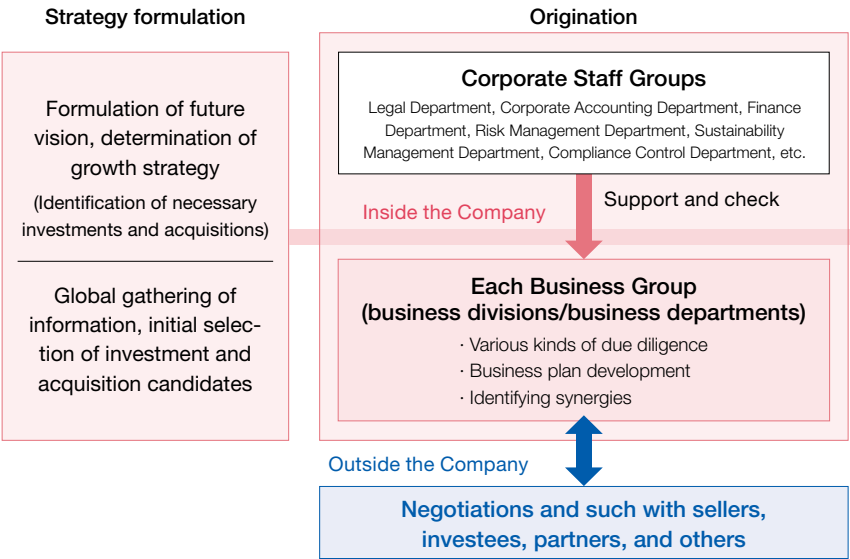 Strategy formulation
Formulation of future
vision, determination of
growth strategy
(Identification of necessary
investments and acquisitions)
Global gathering of
information, initial selec-
tion of investment and
acquisition candidates
Origination
Corporate Staff Groups
Legal Department, Corporate Accounting Department, Finance
Department, Risk Management Department, Sustainability
Management Department, Compliance Control Department, etc.
Inside the Company
Support and check
Each Business Group
(business divisions/business departments)
· Various kinds of due diligence
· Business plan development
· Identifying synergies
Outside the Company
Negotiations and such with sellers,
investees, partners, and others